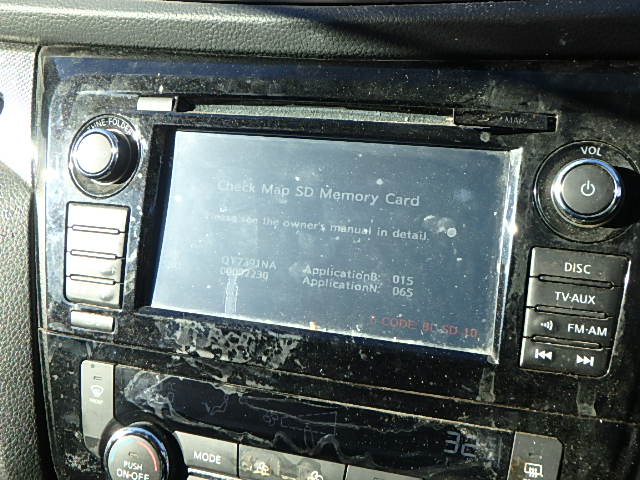 MAP
TUNE FOLDER
VOL
Check Map SD Memory Card
Please see the owner's manual in detail.
ApplicationB: 015
ApplicationN: 065
DISC
TV·AUX
FM·AM
32
MODE
PUSH
ON·OFF